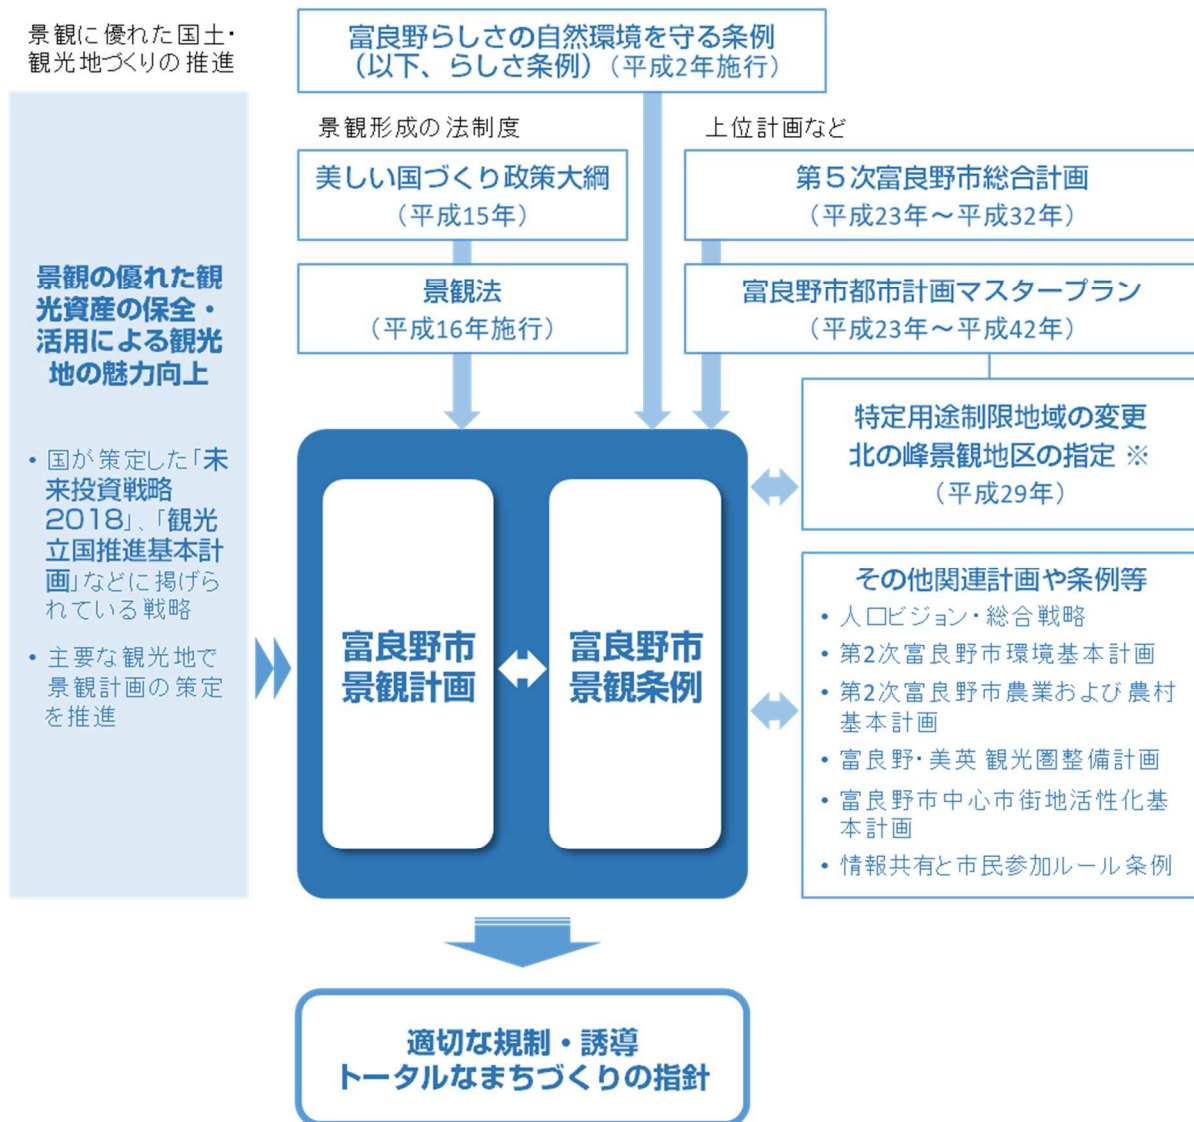 景観に優れた国土・
観光地づくりの推進
景観の優れた観
光資産の保全・
活用による観光
地の魅力向上
• 国が策定した「未
来投資戦略
2018」、「観光
立国推進基本計
画」などに掲げら
れている戦略
• 主要な観光地で
景観計画の策定
を推進
富良野らしさの自然環境を守る条例
（以下、らしさ条例）（平成2年施行）
景観形成の法制度
美しい国づくり政策大綱
（平成15年）
景観法
（平成16年施行）
上位計画など
第５次富良野市総合計画
（平成23年～平成32年）
富良野市都市計画マスタープラン
（平成23年～平成42年）
特定用途制限地域の変更
北の峰景観地区の指定 ※
（平成29年）
その他関連計画や条例等
• 人口ビジョン・総合戦略
• 第2次富良野市環境基本計画
• 第2次富良野市農業および農村
基本計画
• 富良野・美瑛 観光圏整備計画
• 富良野市中心市街地活性化基
本計画
• 情報共有と市民参加ルール条例
富良野市
景観計画
富良野市
景観条例
適切な規制・誘導
トータルなまちづくりの指針